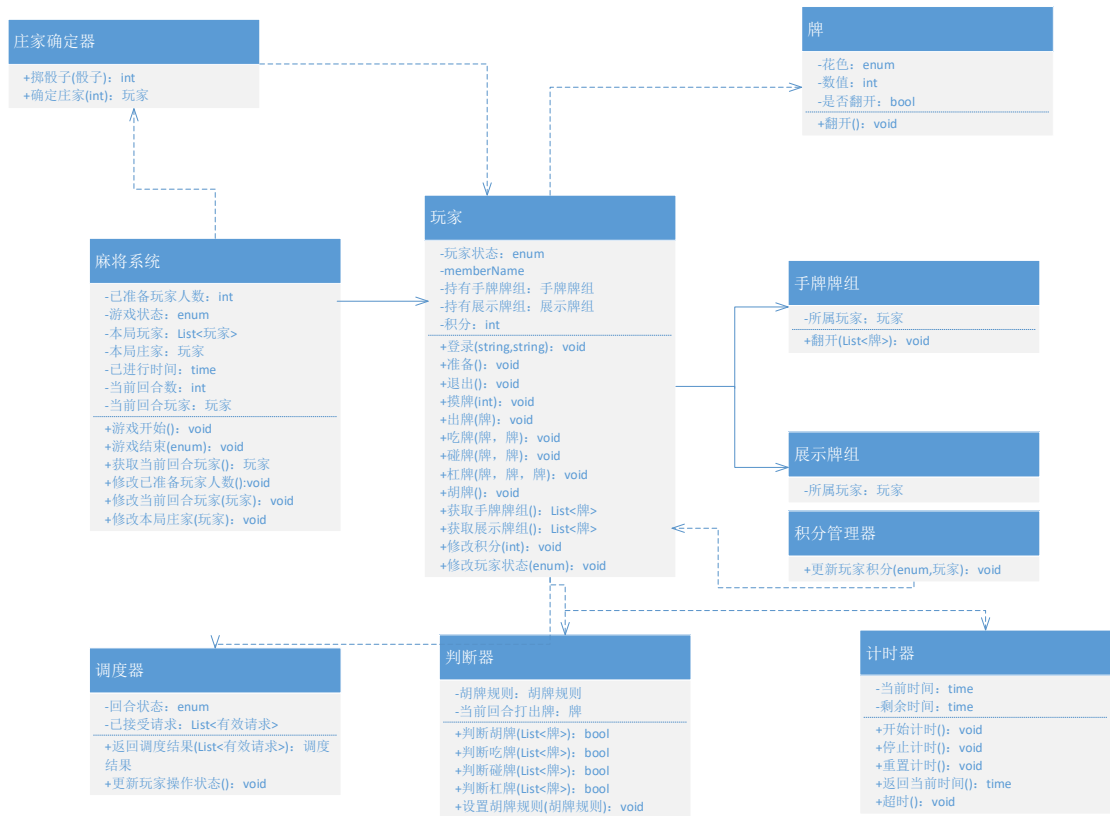 庄家确定器
+掷骰子(骰子)：int
+确定庄家(int)：玩家
牌
-花色：enum
-数值：int
-是否翻开：bool
+翻开()：void
麻将系统
-已准备玩家人数：int
-游戏状态：enum
-本局玩家：List<玩家>
-本局庄家：玩家
-已进行时间：time
-当前回合数：int
-当前回合玩家：玩家
+游戏开始()：void
+游戏结束(enum)：void
+获取当前回合玩家()：玩家
+修改已准备玩家人数():void
+修改当前回合玩家(玩家)：void
+修改本局庄家(玩家)：void
玩家
-玩家状态：enum
-memberName
-持有手牌牌组：手牌牌组
-持有展示牌组：展示牌组
-积分：int
+登录(string,string)：void
+准备()：void
+退出()：void
+摸牌(int)：void
+出牌(牌)：void
+吃牌(牌，牌)：void
+碰牌(牌，牌)：void
+杠牌(牌，牌，牌)：void
+胡牌()：void
+获取手牌牌组()：List<牌>
+获取展示牌组()：List<牌>
+修改积分(int)：void
+修改玩家状态(enum)：void
手牌牌组
-所属玩家：玩家
+翻开(List<牌>)：void
展示牌组
-所属玩家：玩家
积分管理器
+更新玩家积分(enum,玩家)：void
调度器
-回合状态：enum
-已接受请求：List<有效请求>
+返回调度结果(List<有效请求>)：调度
结果
+更新玩家操作状态()：void
判断器
-胡牌规则：胡牌规则
-当前回合打出牌：牌
+判断胡牌(List<牌>)：bool
+判断吃牌(List<牌>)：bool
+判断碰牌(List<牌>)：bool
+判断杠牌(List<牌>)：bool
+设置胡牌规则(胡牌规则)：void
计时器
-当前时间：time
-剩余时间：time
+开始计时()：void
+停止计时()：void
+重置计时()：void
+返回当前时间()：time
+超时()：void